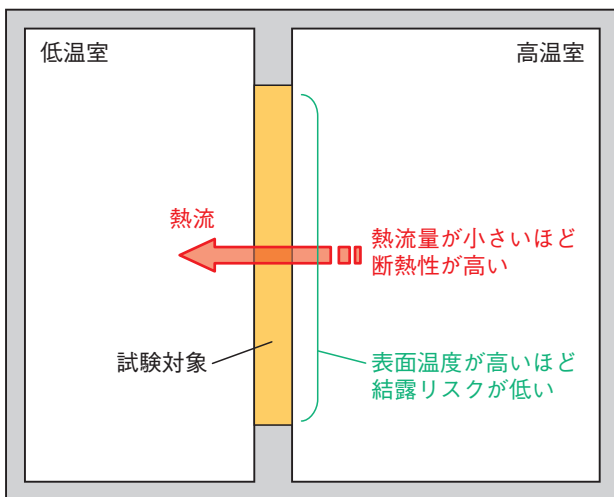 低温室
高温室
熱流
熱流量が小さいほど
断熱性が高い
試験対象
表面温度が高いほど
結露リスクが低い